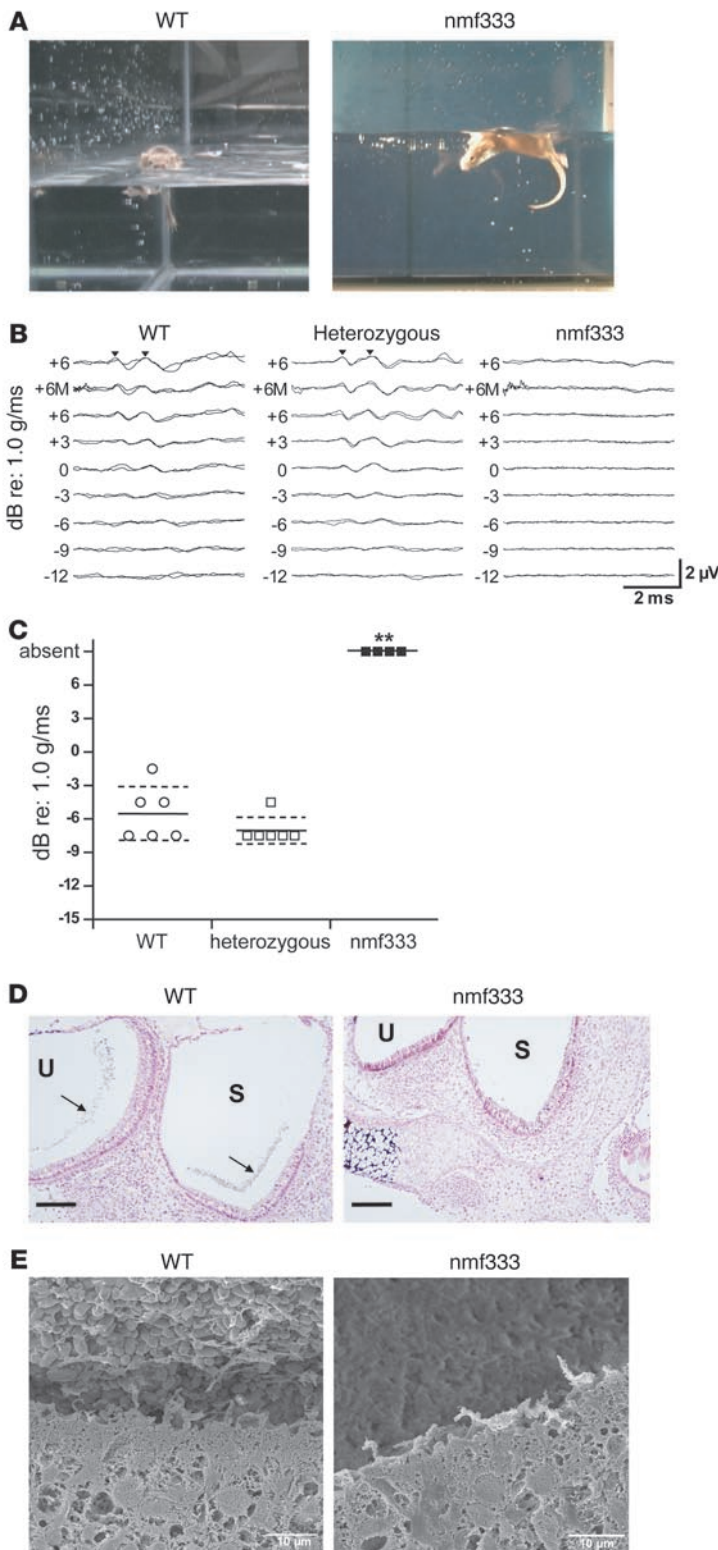 A
WT
nmf333
B
WT
Heterozygous
nmf333
dB re: 1.0 g/ms
+6
+6M
+6
+3
0
-3
-6
-9
-12
+6
+6M
+6
+3
0
-3
-6
-9
-12
+6
+6M
+6
+3
0
-3
-6
-9
-12
2 µV
2 ms
C
dB re: 1.0 g/ms
absent
6
3
0
-3
-6
-9
-12
-15
**
WT
heterozygous
nmf333
D
WT
nmf333
U
S
U
S
E
WT
nmf333
10 µm
10 µm